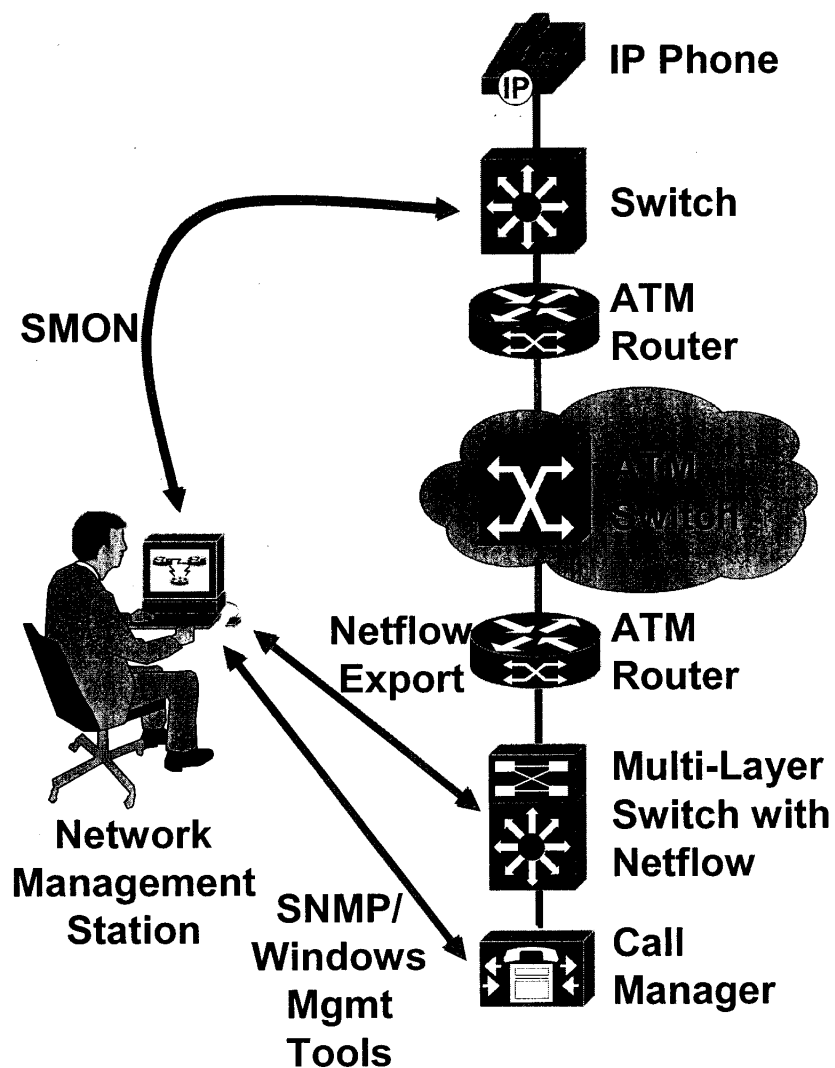 IP Phone
IP
Switch
SMON
ATM
Router
ATM
Switch
Netflow
Export
ATM
Router
Multi-Layer
Switch with
Netflow
Network
Management
Station
SNMP/
Windows
Mgmt
Tools
Call
Manager